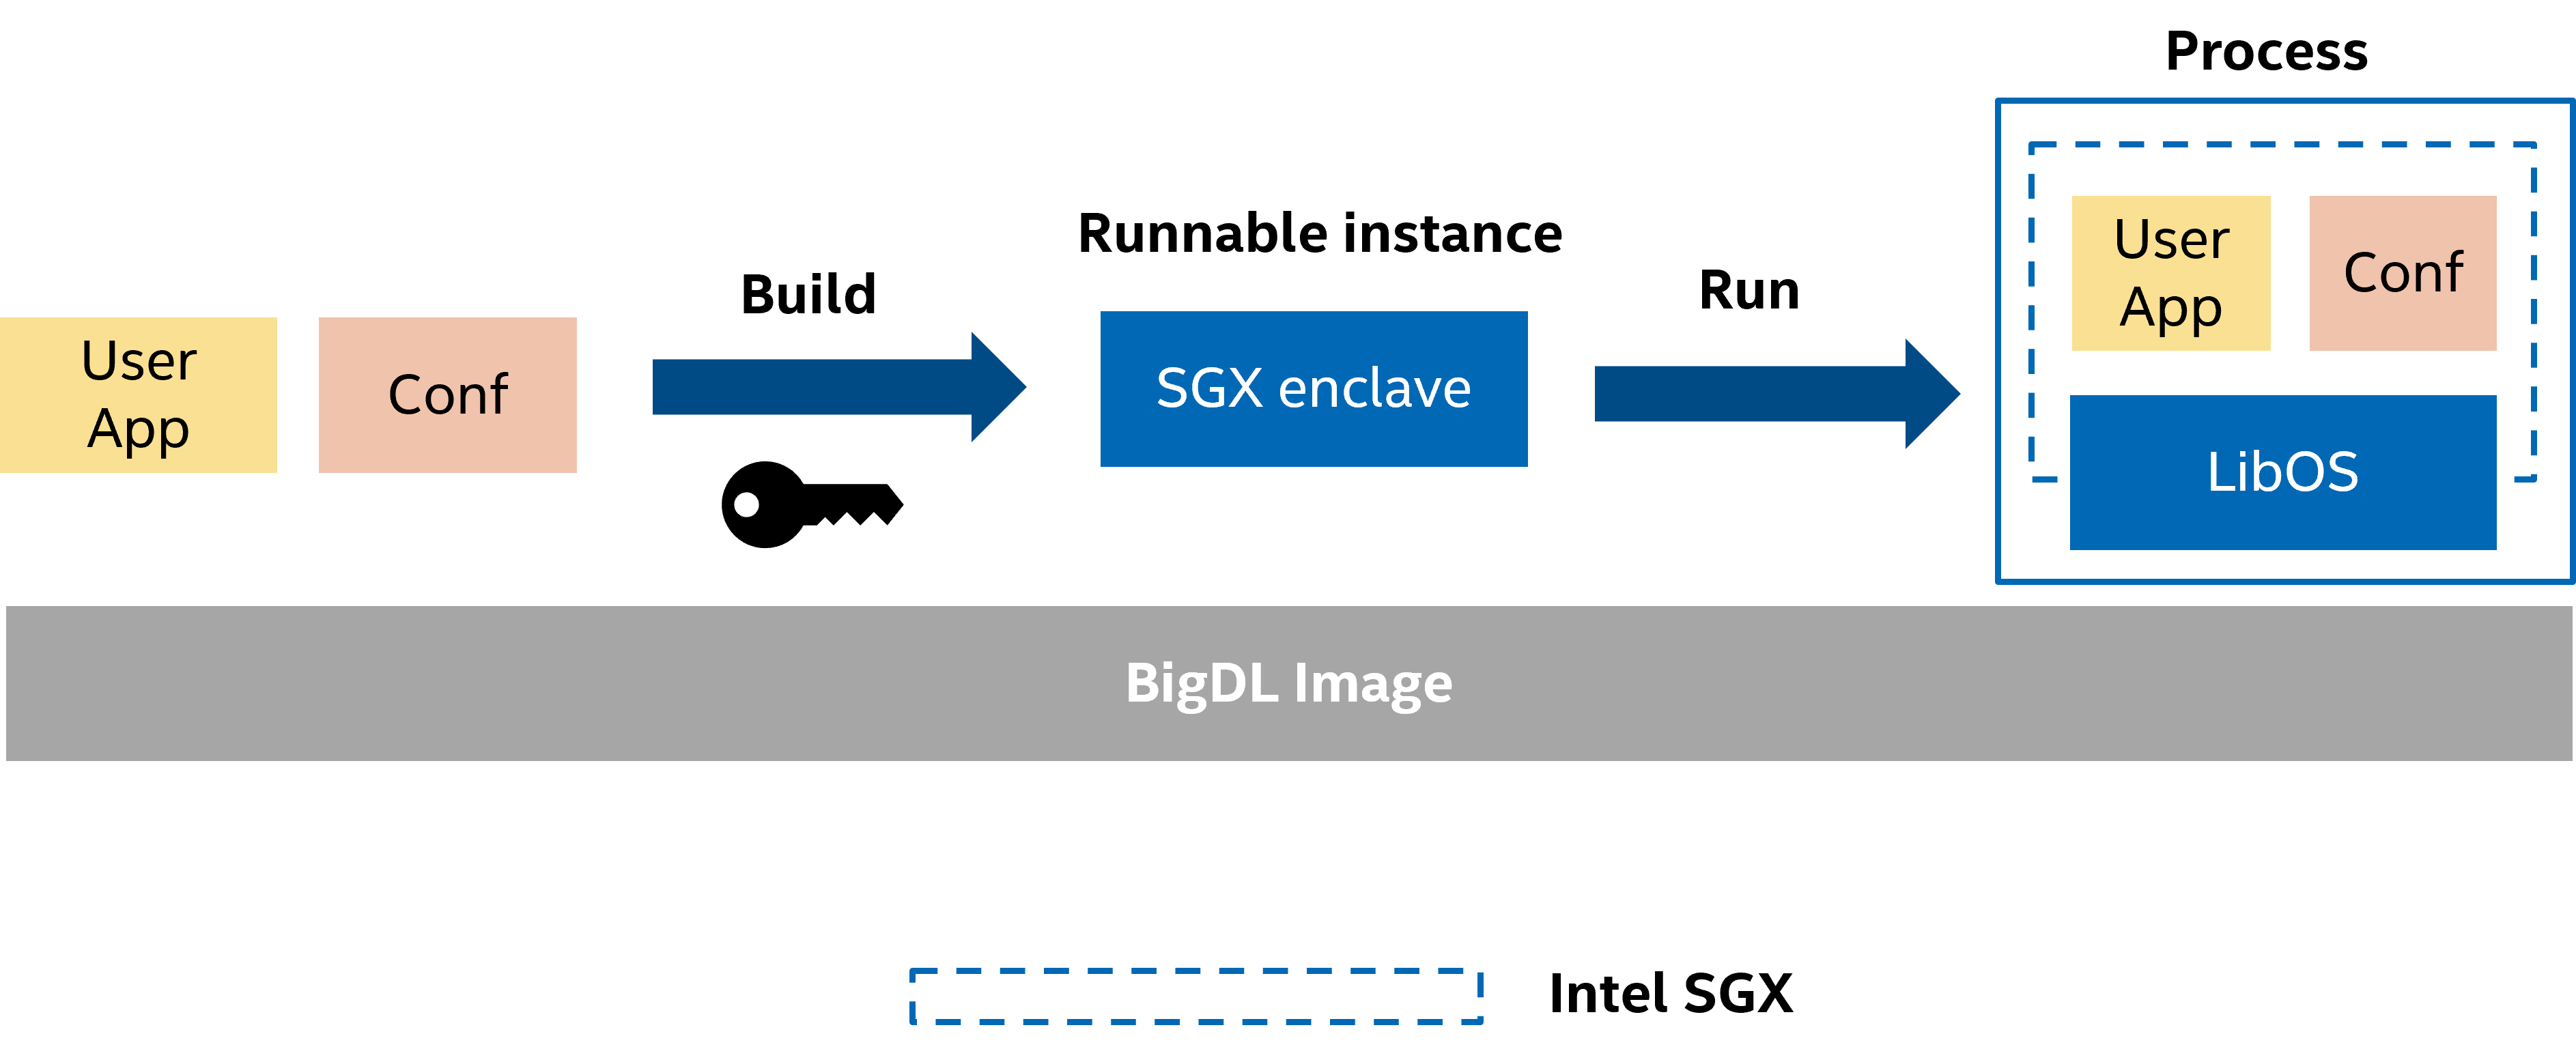 Process
Runnable instance
Build
Run
User
App
Conf
SGX enclave
User
App
Conf
LibOS
BigDL Image
Intel SGX